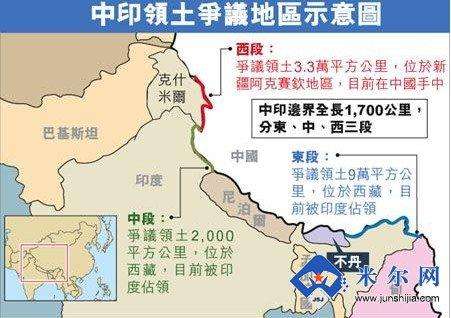 中印領土爭議地區示意圖
西段：
爭議領土3.3萬平方公里，位於新
疆阿克賽欽地區，目前在中國手中
克什
米爾
中印邊界全長1,700公里，
分東、中、西三段
巴基斯坦
中國
東段：
爭議領土9萬平方公
里，位於西藏，目
前被印度佔領
印度
尼泊爾
中段：
爭議領土2,000
平方公里，位於
西藏，目前被印
度佔領
不丹
米尔网
JSJ
www.junshijia.com